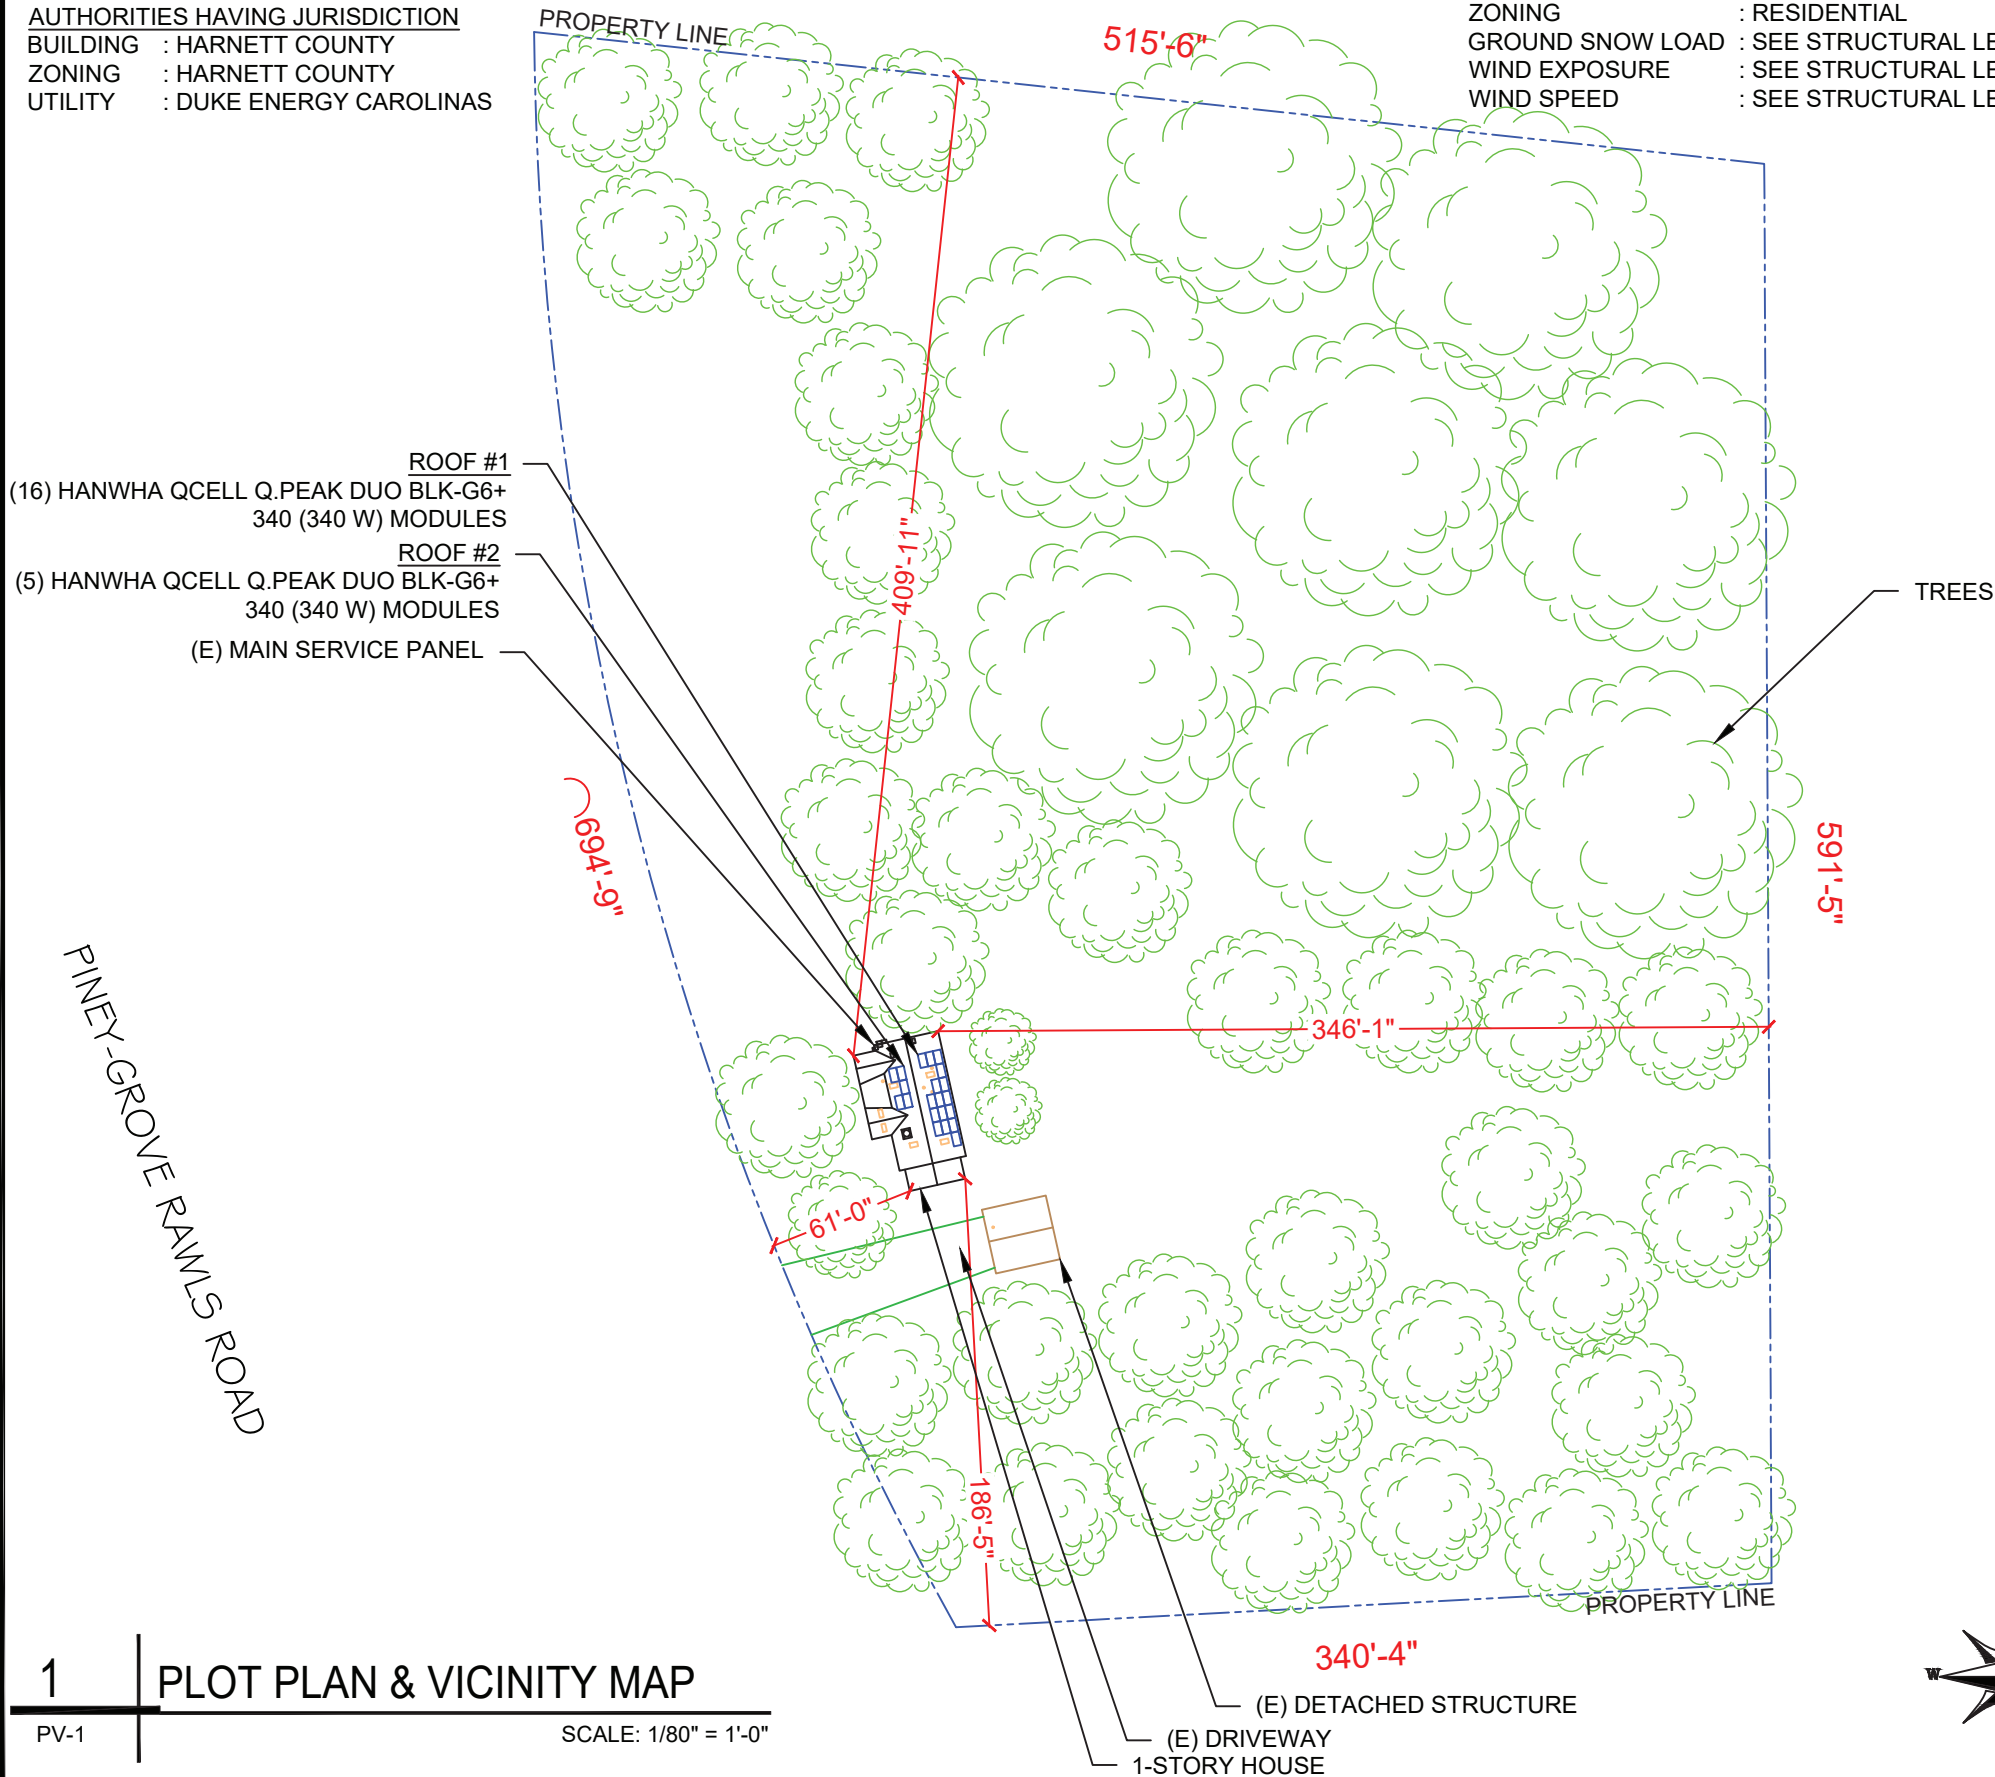 AUTHORITIES HAVING JURISDICTION
BUILDING : HARNETT COUNTY
ZONING : HARNETT COUNTY
UTILITY : DUKE ENERGY CAROLINAS
PROPERTY LINE
515'-6"
ZONING : RESIDENTIAL
GROUND SNOW LOAD : SEE STRUCTURAL LE
WIND EXPOSURE : SEE STRUCTURAL LE
WIND SPEED : SEE STRUCTURAL LE
ROOF #1
(16) HANWHA QCELL Q.PEAK DUO BLK-G6+
340 (340 W) MODULES
ROOF #2
(5) HANWHA QCELL Q.PEAK DUO BLK-G6+
340 (340 W) MODULES
(E) MAIN SERVICE PANEL
409'-11"
TREES
694'-9"
591'-5"
PINEY-GROVE RAWLS ROAD
346'-1"
61'-0"
186'-5"
PROPERTY LINE
340'-4"
(E) DETACHED STRUCTURE
(E) DRIVEWAY
1-STORY HOUSE
W
1
PLOT PLAN & VICINITY MAP
PV-1
SCALE: 1/80" = 1'-0"